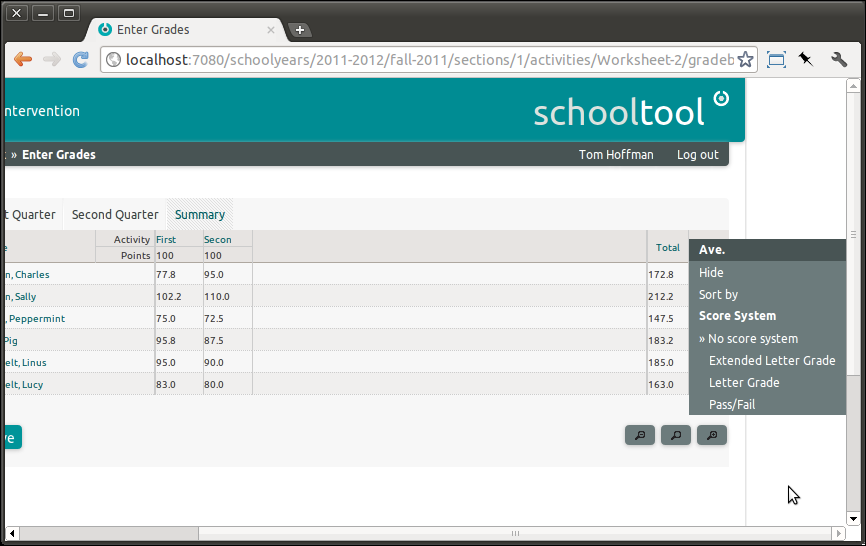 Enter Grades
localhost:7080/schoolyears/2011-2012/fall-2011/sections/1/activities/Worksheet-2/gradeb
ntervention
schooltool
» Enter Grades
Tom Hoffman
Log out
t Quarter
Second Quarter
Summary
e
Activity
First
Secon
Total
Points
100
100
n, Charles
77.8
95.0
172.8
n, Sally
102.2
110.0
212.2
, Peppermint
75.0
72.5
147.5
Pig
95.8
87.5
183.2
elt, Linus
95.0
90.0
185.0
elt, Lucy
83.0
80.0
163.0
Ave.
Hide
Sort by
Score System
» No score system
Extended Letter Grade
Letter Grade
Pass/Fail
ve